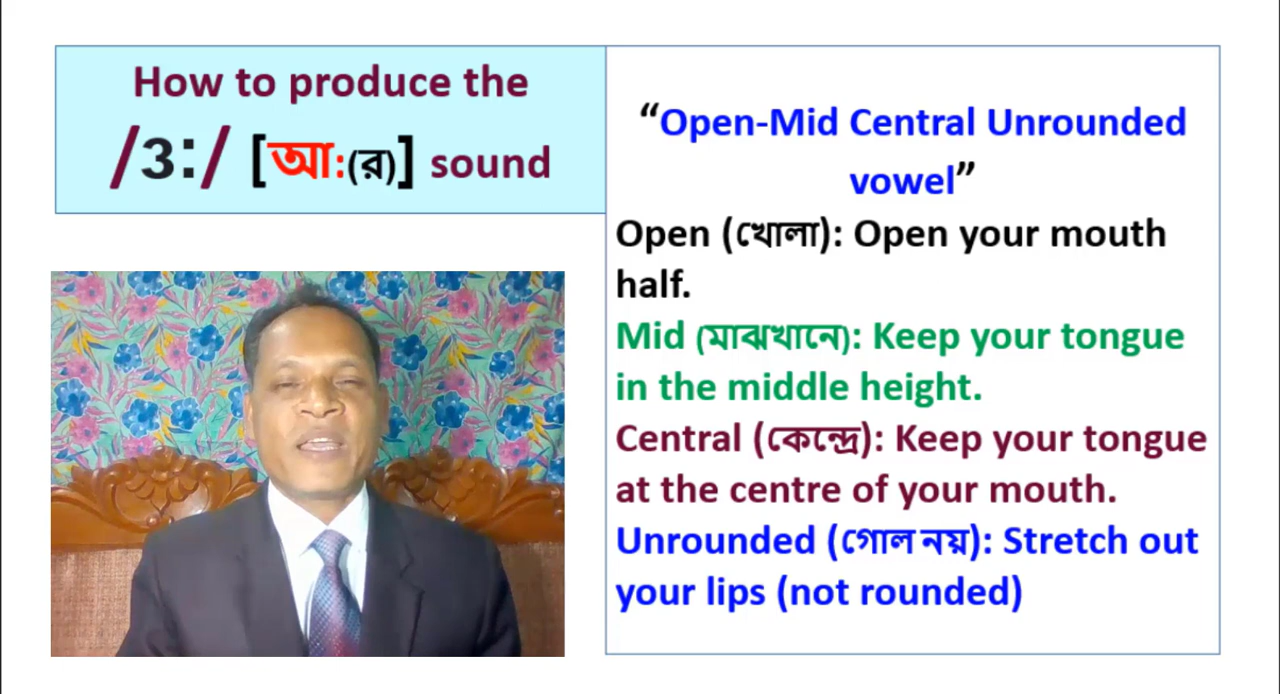 How to produce the
/3:/ [আ:(র)] sound
“Open-Mid Central Unrounded
vowel”
Open (খোলা): Open your mouth
half.
Mid (মাঝখানে): Keep your tongue
in the middle height.
Central (কেন্দ্রে): Keep your tongue
at the centre of your mouth.
Unrounded (গোল নয়): Stretch out
your lips (not rounded)